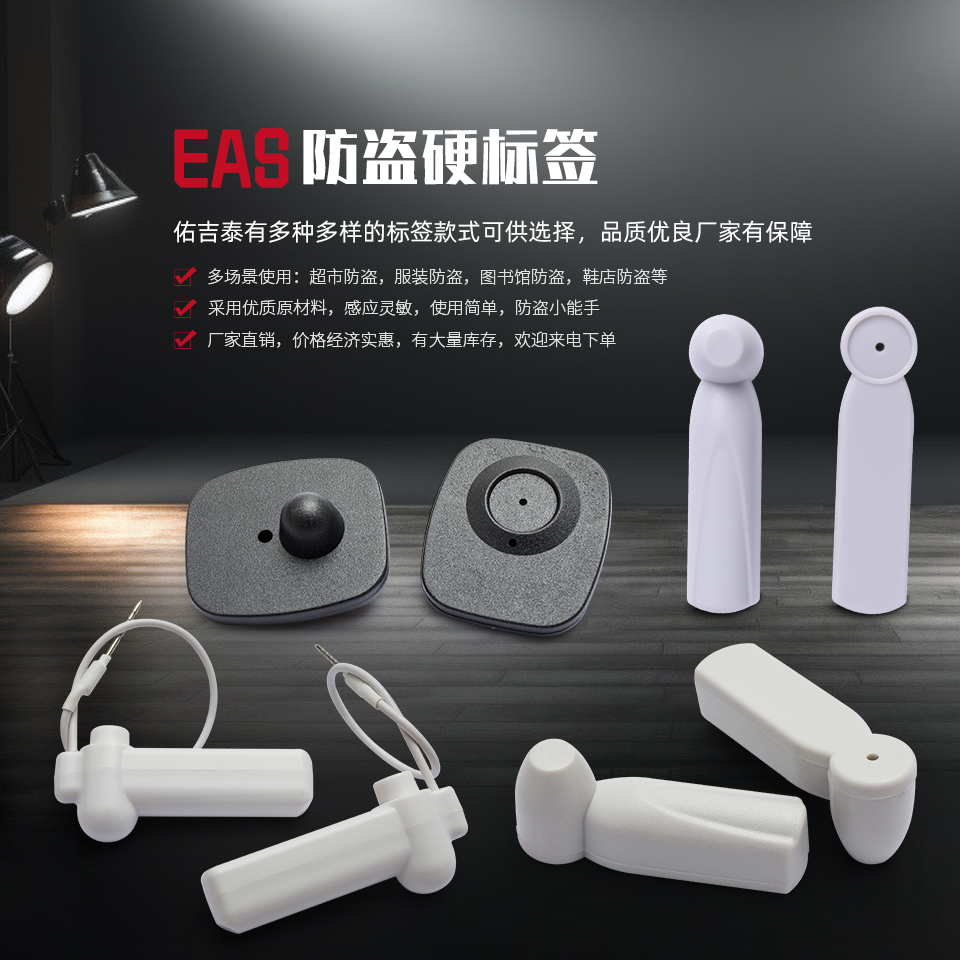 EAS 防盗硬标签
佑吉泰有多种多样的标签款式可供选择，品质优良厂家有保障
多场景使用：超市防盗，服装防盗，图书馆防盗，鞋店防盗等
采用优质原材料，感应灵敏，使用简单，防盗小能手
厂家直销，价格经济实惠，有大量库存，欢迎来电下单